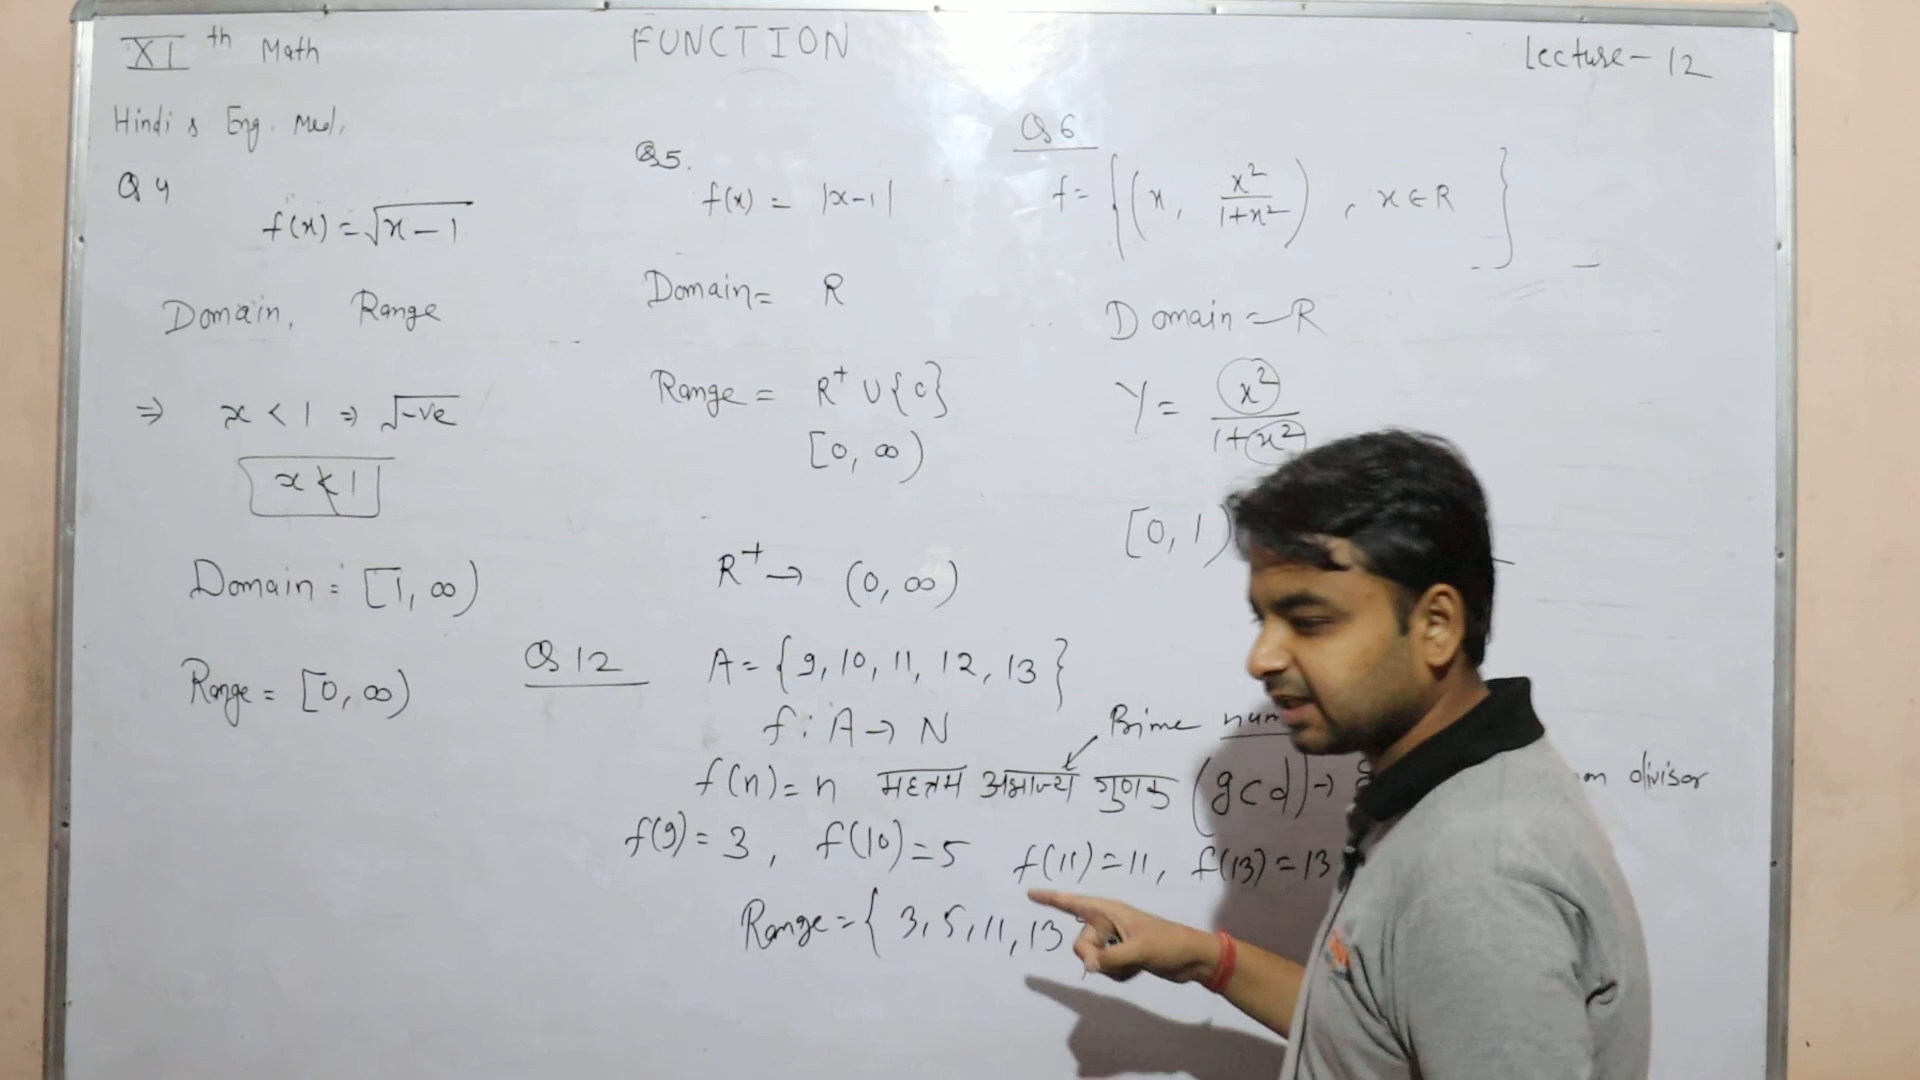 XI th Math
FUNCTION
Lecture-12
Hindi & Eng. Med.
Q 4
f(x) = √x-1
Domain, Range
⇒ x < 1 ⇒ √-ve
x ≮ 1
Domain = [1, ∞)
Range = [0, ∞)
Q5.
f(x) = |x-1|
Domain = R
Range = R⁺ ∪ {0}
[0, ∞)
R⁺ → (0, ∞)
Q 6
f = {(x, x²/1+x²), x ∈ R}
Domain = R
Y = x²/1+x²
[0, 1)
Q 12
A = {9, 10, 11, 12, 13}
f : A → N
Prime num
f(n) = n महत्तम अभाज्य गुणक (gcd) → divisor
f(9) = 3, f(10) = 5 f(11) = 11, f(13) = 13
Range = { 3, 5, 11, 13